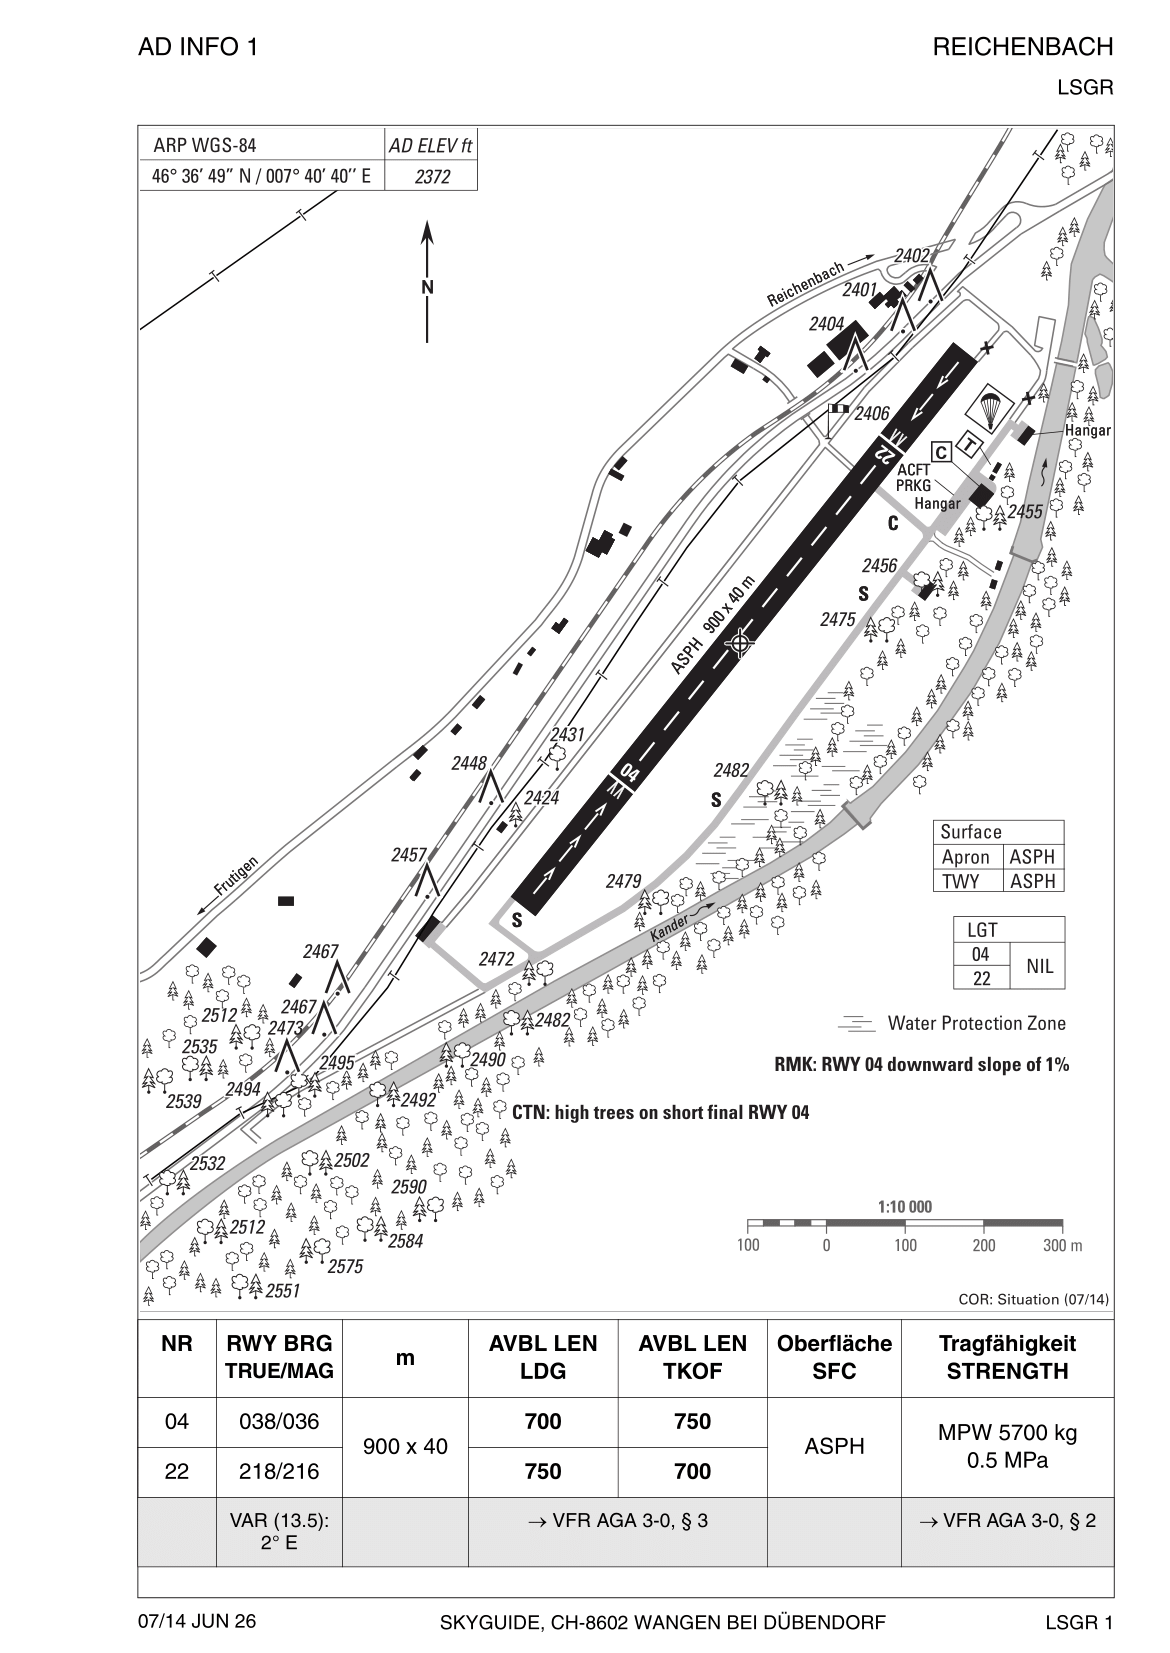 AD INFO 1
REICHENBACH
LSGR
ARP WGS-84
AD ELEV ft
46° 36′ 49″ N / 007° 40′ 40″ E
2372
N
Reichenbach
2402
2401
2404
2406
Hangar
C
T
ACFT
PRKG
Hangar
22
2455
C
2456
S
2475
ASPH 900 x 40 m
2431
2448
04
2482
S
2424
2457
Frutigen
2479
S
Kander
2472
2467
2467
2512
2473
2482
2535
2495
2490
2494
2492
2539
2532
2502
2590
2512
2584
2575
2551
Surface
Apron ASPH
TWY ASPH
LGT
04
22
NIL
Water Protection Zone
RMK: RWY 04 downward slope of 1%
CTN: high trees on short final RWY 04
1:10 000
100 0 100 200 300 m
COR: Situation (07/14)
NR RWY BRG TRUE/MAG m AVBL LEN LDG AVBL LEN TKOF Oberfläche SFC Tragfähigkeit STRENGTH
04 038/036 900 x 40 700 750 ASPH MPW 5700 kg 0.5 MPa
22 218/216 750 700
VAR (13.5): 2° E → VFR AGA 3-0, § 3 → VFR AGA 3-0, § 2
07/14 JUN 26
SKYGUIDE, CH-8602 WANGEN BEI DÜBENDORF
LSGR 1